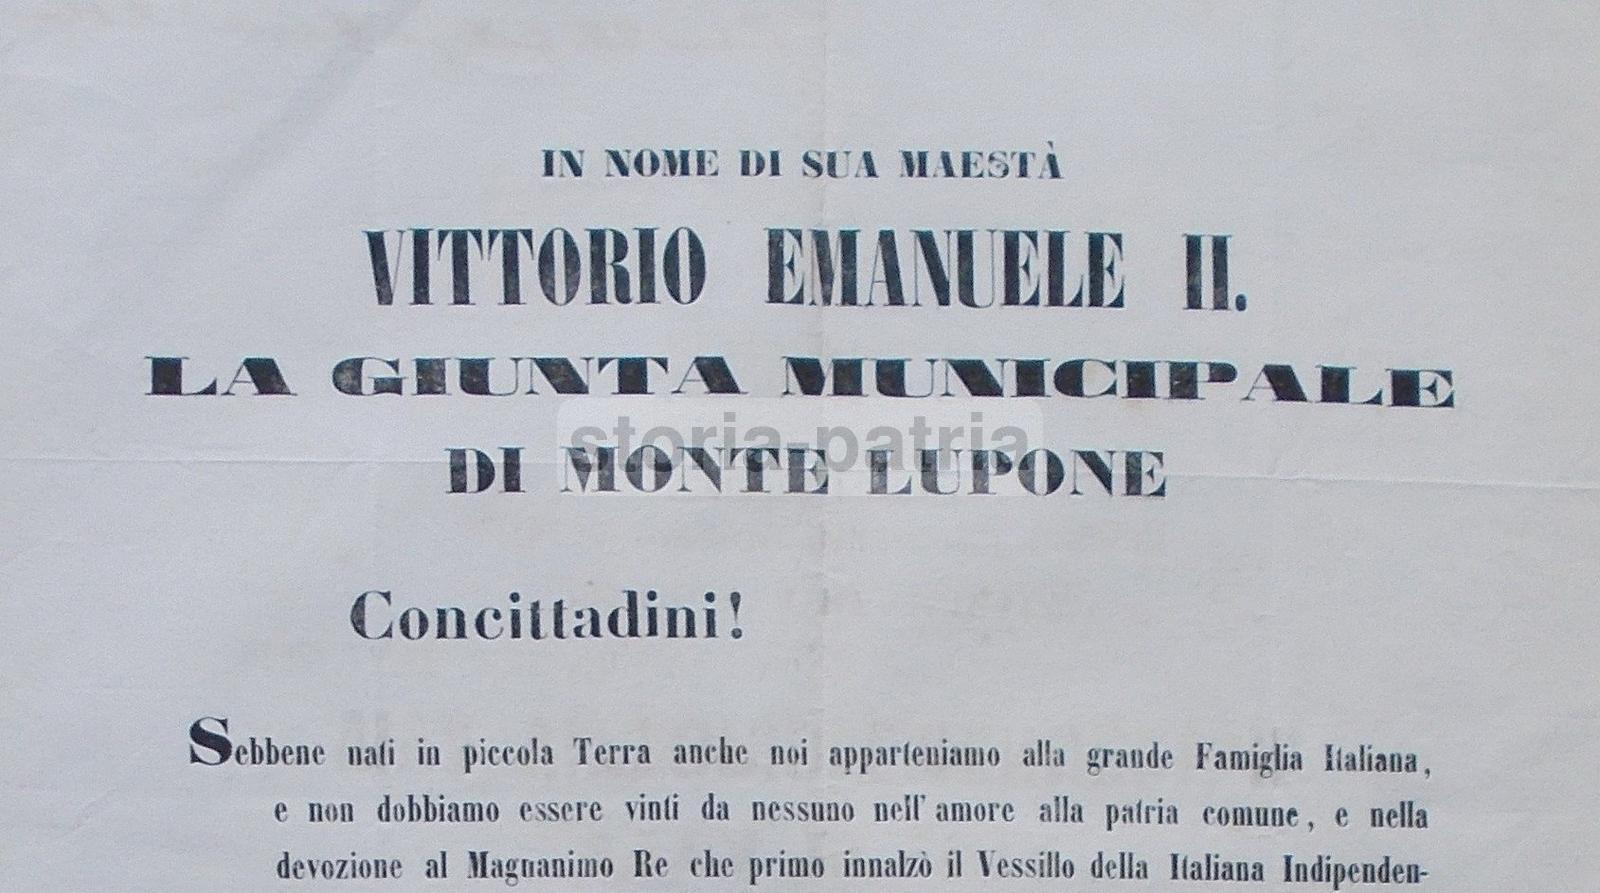 IN NOME DI SUA MAESTÀ
VITTORIO EMANUELE II.
LA GIUNTA MUNICIPALE
storia-patria
DI MONTE LUPONE
Concittadini!
Sebbene nati in piccola Terra anche noi apparteniamo alla grande Famiglia Italiana,
e non dobbiamo essere vinti da nessuno nell' amore alla patria comune, e nella
devozione al Magnanimo Re che primo innalzò il Vessillo della Italiana Indipenden-